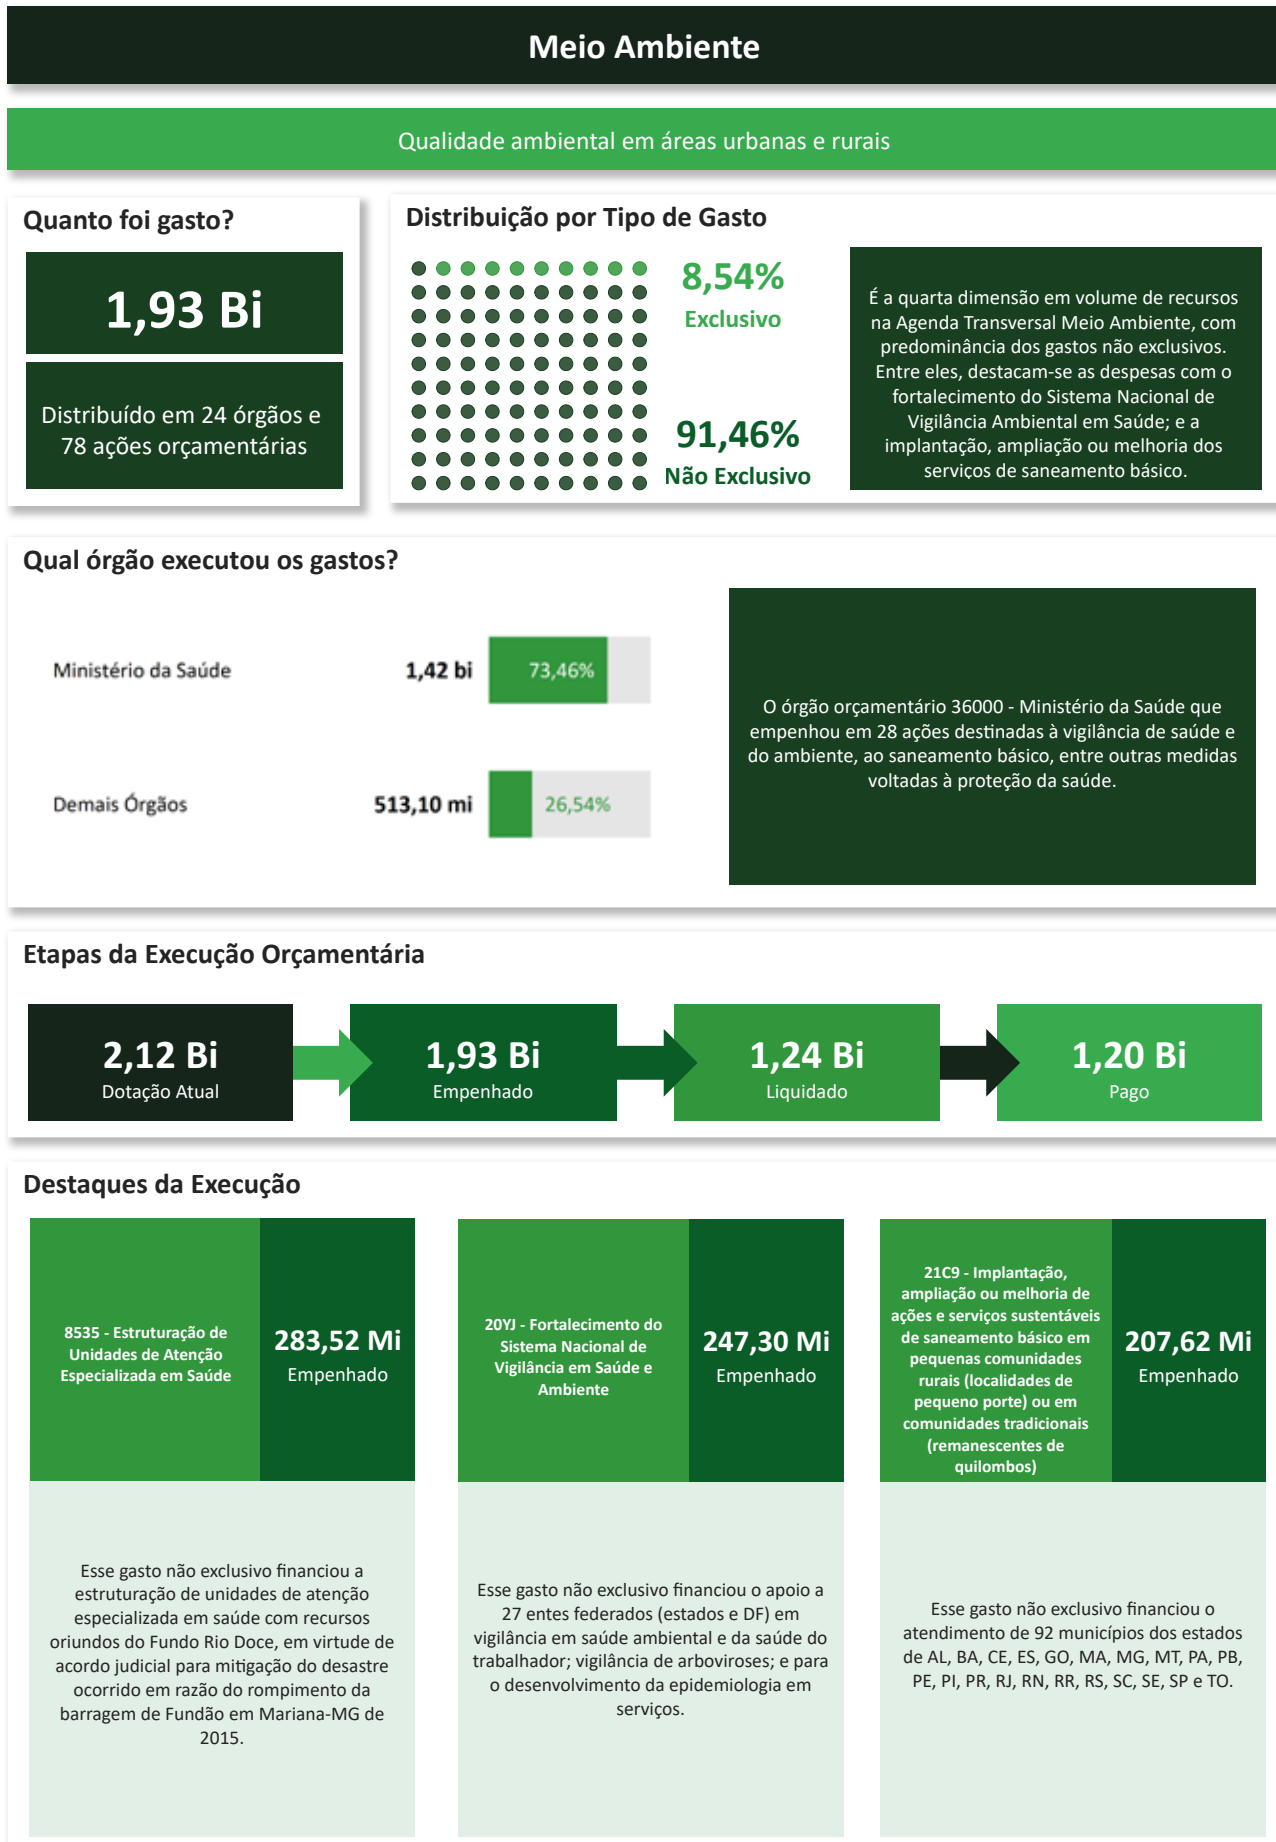 Meio Ambiente
Qualidade ambiental em áreas urbanas e rurais
Quanto foi gasto?
1,93 Bi
Distribuído em 24 órgãos e
78 ações orçamentárias
Distribuição por Tipo de Gasto
8,54%
Exclusivo
91,46%
Não Exclusivo
É a quarta dimensão em volume de recursos
na Agenda Transversal Meio Ambiente, com
predominância dos gastos não exclusivos.
Entre eles, destacam-se as despesas com o
fortalecimento do Sistema Nacional de
Vigilância Ambiental em Saúde; e a
implantação, ampliação ou melhoria dos
serviços de saneamento básico.
Qual órgão executou os gastos?
Ministério da Saúde
1,42 bi
73,46%
Demais Órgãos
513,10 mi
26,54%
O órgão orçamentário 36000 - Ministério da Saúde que
empenhou em 28 ações destinadas à vigilância de saúde e
do ambiente, ao saneamento básico, entre outras medidas
voltadas à proteção da saúde.
Etapas da Execução Orçamentária
2,12 Bi
Dotação Atual
1,93 Bi
Empenhado
1,24 Bi
Liquidado
1,20 Bi
Pago
Destaques da Execução
8535 - Estruturação de
Unidades de Atenção
Especializada em Saúde
283,52 Mi
Empenhado
Esse gasto não exclusivo financiou a
estruturação de unidades de atenção
especializada em saúde com recursos
oriundos do Fundo Rio Doce, em virtude de
acordo judicial para mitigação do desastre
ocorrido em razão do rompimento da
barragem de Fundão em Mariana-MG de
2015.
20YJ - Fortalecimento do
Sistema Nacional de
Vigilância em Saúde e
Ambiente
247,30 Mi
Empenhado
Esse gasto não exclusivo financiou o apoio a
27 entes federados (estados e DF) em
vigilância em saúde ambiental e da saúde do
trabalhador; vigilância de arboviroses; e para
o desenvolvimento da epidemiologia em
serviços.
21C9 - Implantação,
ampliação ou melhoria de
ações e serviços sustentáveis
de saneamento básico em
pequenas comunidades
rurais (localidades de
pequeno porte) ou em
comunidades tradicionais
(remanescentes de
quilombos)
207,62 Mi
Empenhado
Esse gasto não exclusivo financiou o
atendimento de 92 municípios dos estados
de AL, BA, CE, ES, GO, MA, MG, MT, PA, PB,
PE, PI, PR, RJ, RN, RR, RS, SC, SE, SP e TO.